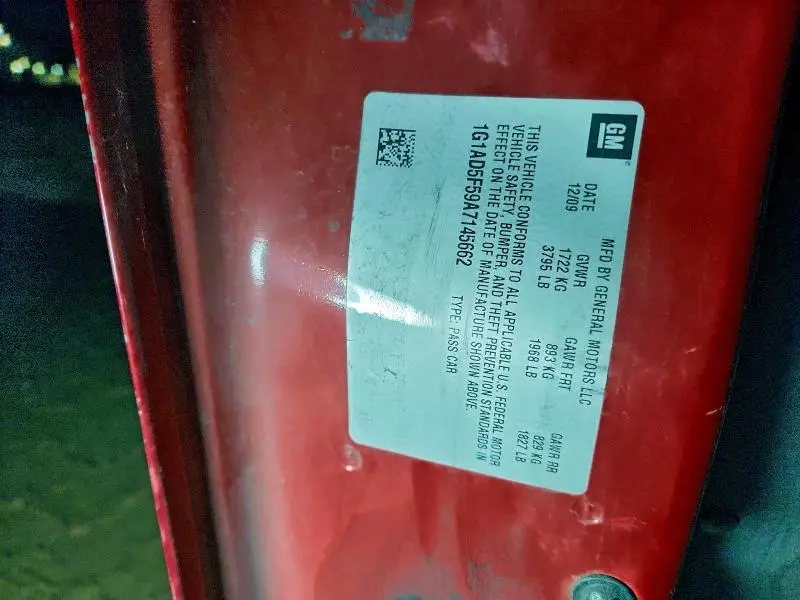 GM
MFD BY GENERAL MOTORS LLC
DATE GVWR GAWR FRT GAWR RR
12/09 1722 KG 893 KG 829 KG
3795 LB 1968 LB 1827 LB
THIS VEHICLE CONFORMS TO ALL APPLICABLE U.S. FEDERAL MOTOR
VEHICLE SAFETY, BUMPER, AND THEFT PREVENTION STANDARDS IN
EFFECT ON THE DATE OF MANUFACTURE SHOWN ABOVE.
1G1AD5F59A7145662 TYPE: PASS CAR